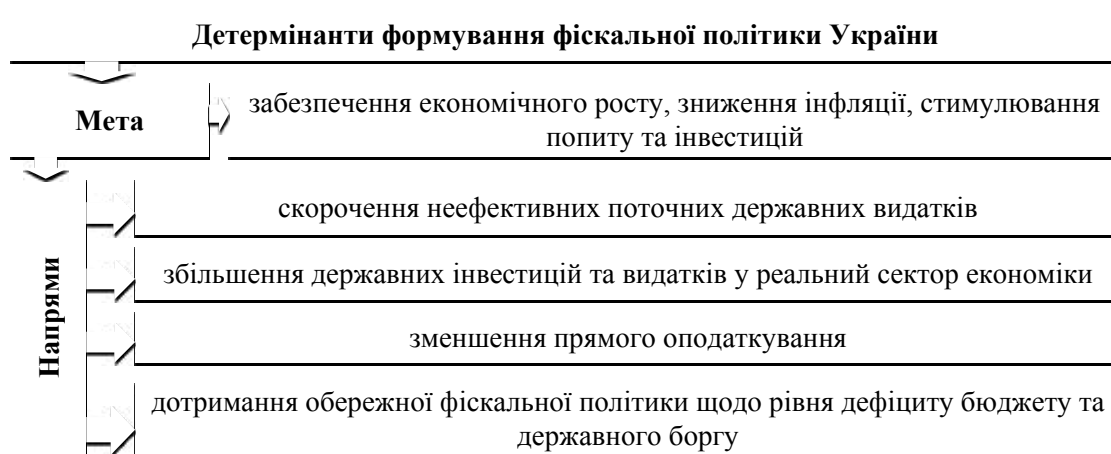 Детермінанти формування фіскальної політики України
Мета
забезпечення економічного росту, зниження інфляції, стимулювання
попиту та інвестицій
Напрями
скорочення неефективних поточних державних видатків
збільшення державних інвестицій та видатків у реальний сектор економіки
зменшення прямого оподаткування
дотримання обережної фіскальної політики щодо рівня дефіциту бюджету та
державного боргу